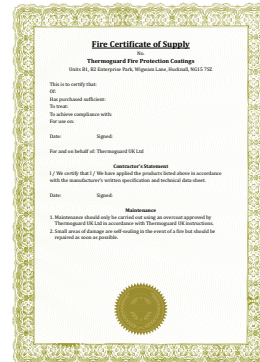 Fire Certificate of Supply
No.
Thermoguard Fire Protection Coatings
Units B1, B2 Enterprise Park, Wigwam Lane, Hucknall, NG15 7SZ
This is to certify that:
Of:
Has purchased sufficient:
To treat:
To achieve compliance with:
For use on:
Date: Signed:
For and on behalf of: Thermoguard UK Ltd
Contractor's Statement
I / We certify that I / We have applied the products listed above in accordance
with the manufacturer's written specification and technical data sheet.
Date: Signed:
Maintenance
1. Maintenance should only be carried out using an overcoat approved by
Thermoguard UK Ltd in accordance with Thermoguard UK instructions.
2. Small areas of damage are self-sealing in the event of a fire but should be
repaired as soon as possible.